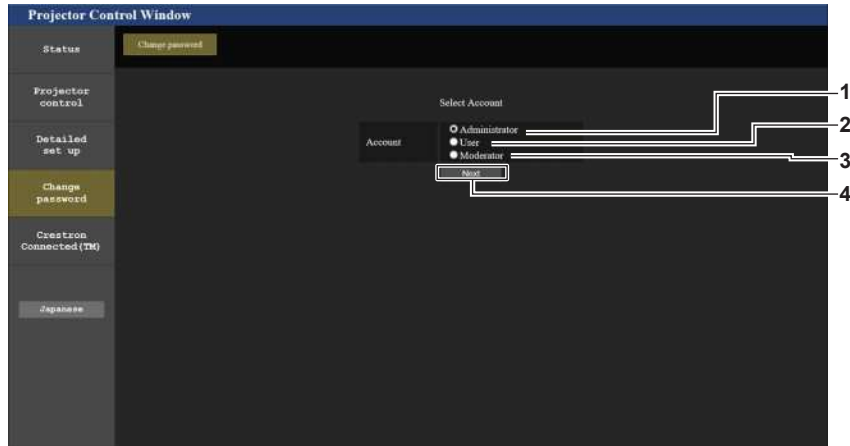 Projector Control Window
Status
Change password
Projector
control
Detailed
set up
Change
password
Crestron
Connected(TM)
Japanese
Select Account
Account
Administrator
User
Moderator
Next
1
2
3
4